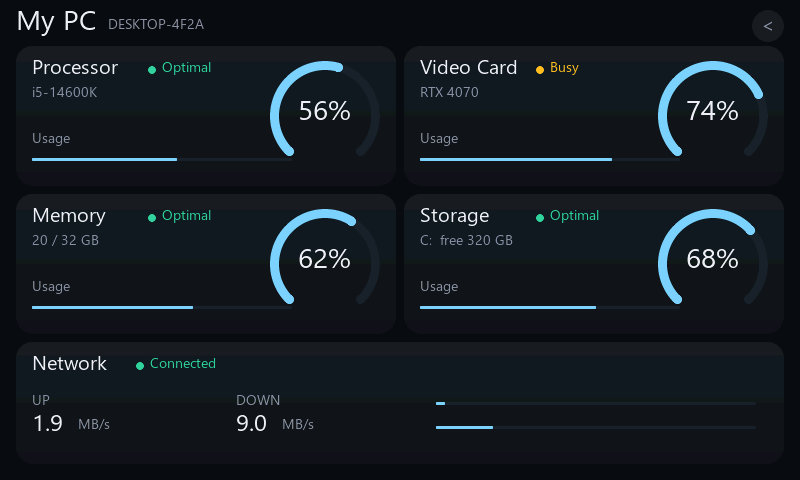 My PC DESKTOP-4F2A <
Processor Optimal
i5-14600K
56%
Usage
Video Card Busy
RTX 4070
74%
Usage
Memory Optimal
20 / 32 GB
62%
Usage
Storage Optimal
C: free 320 GB
68%
Usage
Network Connected
UP DOWN
1.9 MB/s 9.0 MB/s